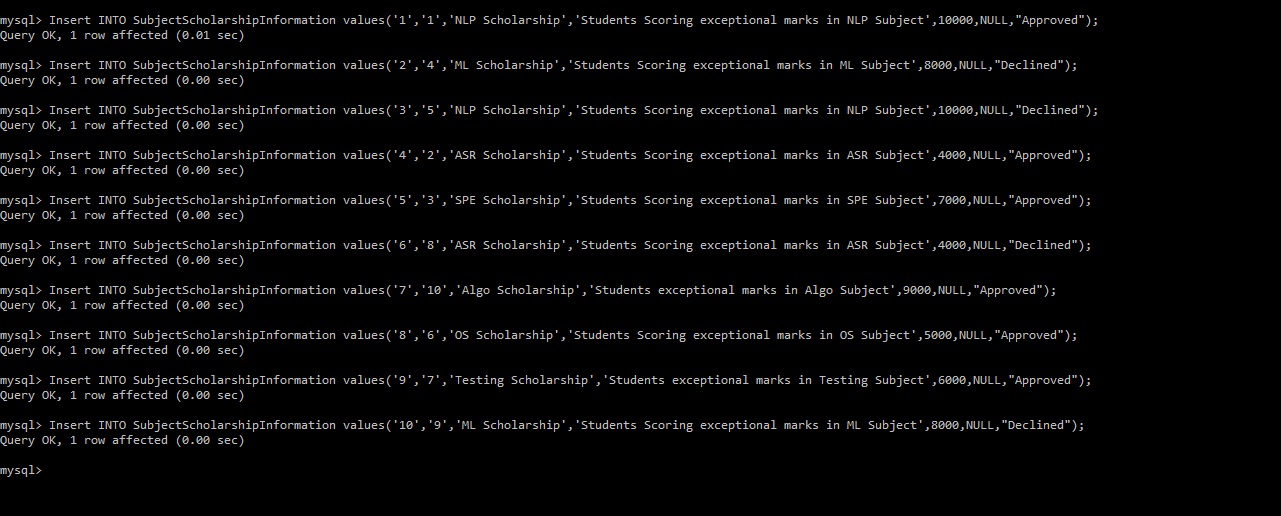 mysql> Insert INTO SubjectScholarshipInformation values('1','1','NLP Scholarship','Students Scoring exceptional marks in NLP Subject',10000,NULL,"Approved");
Query OK, 1 row affected (0.01 sec)
mysql> Insert INTO SubjectScholarshipInformation values('2','4','ML Scholarship','Students Scoring exceptional marks in ML Subject',8000,NULL,"Declined");
Query OK, 1 row affected (0.00 sec)
mysql> Insert INTO SubjectScholarshipInformation values('3','5','NLP Scholarship','Students Scoring exceptional marks in NLP Subject',10000,NULL,"Declined");
Query OK, 1 row affected (0.00 sec)
mysql> Insert INTO SubjectScholarshipInformation values('4','2','ASR Scholarship','Students Scoring exceptional marks in ASR Subject',4000,NULL,"Approved");
Query OK, 1 row affected (0.00 sec)
mysql> Insert INTO SubjectScholarshipInformation values('5','3','SPE Scholarship','Students Scoring exceptional marks in SPE Subject',7000,NULL,"Approved");
Query OK, 1 row affected (0.00 sec)
mysql> Insert INTO SubjectScholarshipInformation values('6','8','ASR Scholarship','Students Scoring exceptional marks in ASR Subject',4000,NULL,"Declined");
Query OK, 1 row affected (0.00 sec)
mysql> Insert INTO SubjectScholarshipInformation values('7','10','Algo Scholarship','Students exceptional marks in Algo Subject',9000,NULL,"Approved");
Query OK, 1 row affected (0.00 sec)
mysql> Insert INTO SubjectScholarshipInformation values('8','6','OS Scholarship','Students Scoring exceptional marks in OS Subject',5000,NULL,"Approved");
Query OK, 1 row affected (0.00 sec)
mysql> Insert INTO SubjectScholarshipInformation values('9','7','Testing Scholarship','Students exceptional marks in Testing Subject',6000,NULL,"Approved");
Query OK, 1 row affected (0.00 sec)
mysql> Insert INTO SubjectScholarshipInformation values('10','9','ML Scholarship','Students Scoring exceptional marks in ML Subject',8000,NULL,"Declined");
Query OK, 1 row affected (0.00 sec)
mysql>